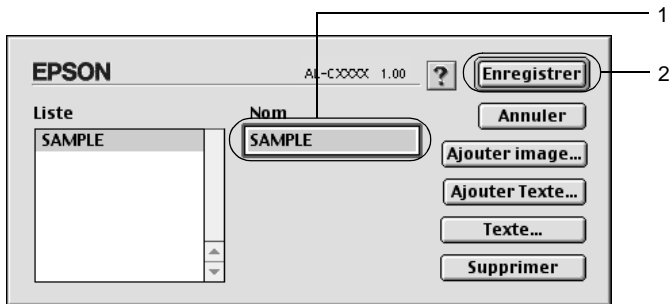 1
EPSON
AL-CXXXX 1.00
?
Enregistrer
2
Liste
Nom
Annuler
SAMPLE
SAMPLE
Ajouter image...
Ajouter Texte...
Texte...
Supprimer